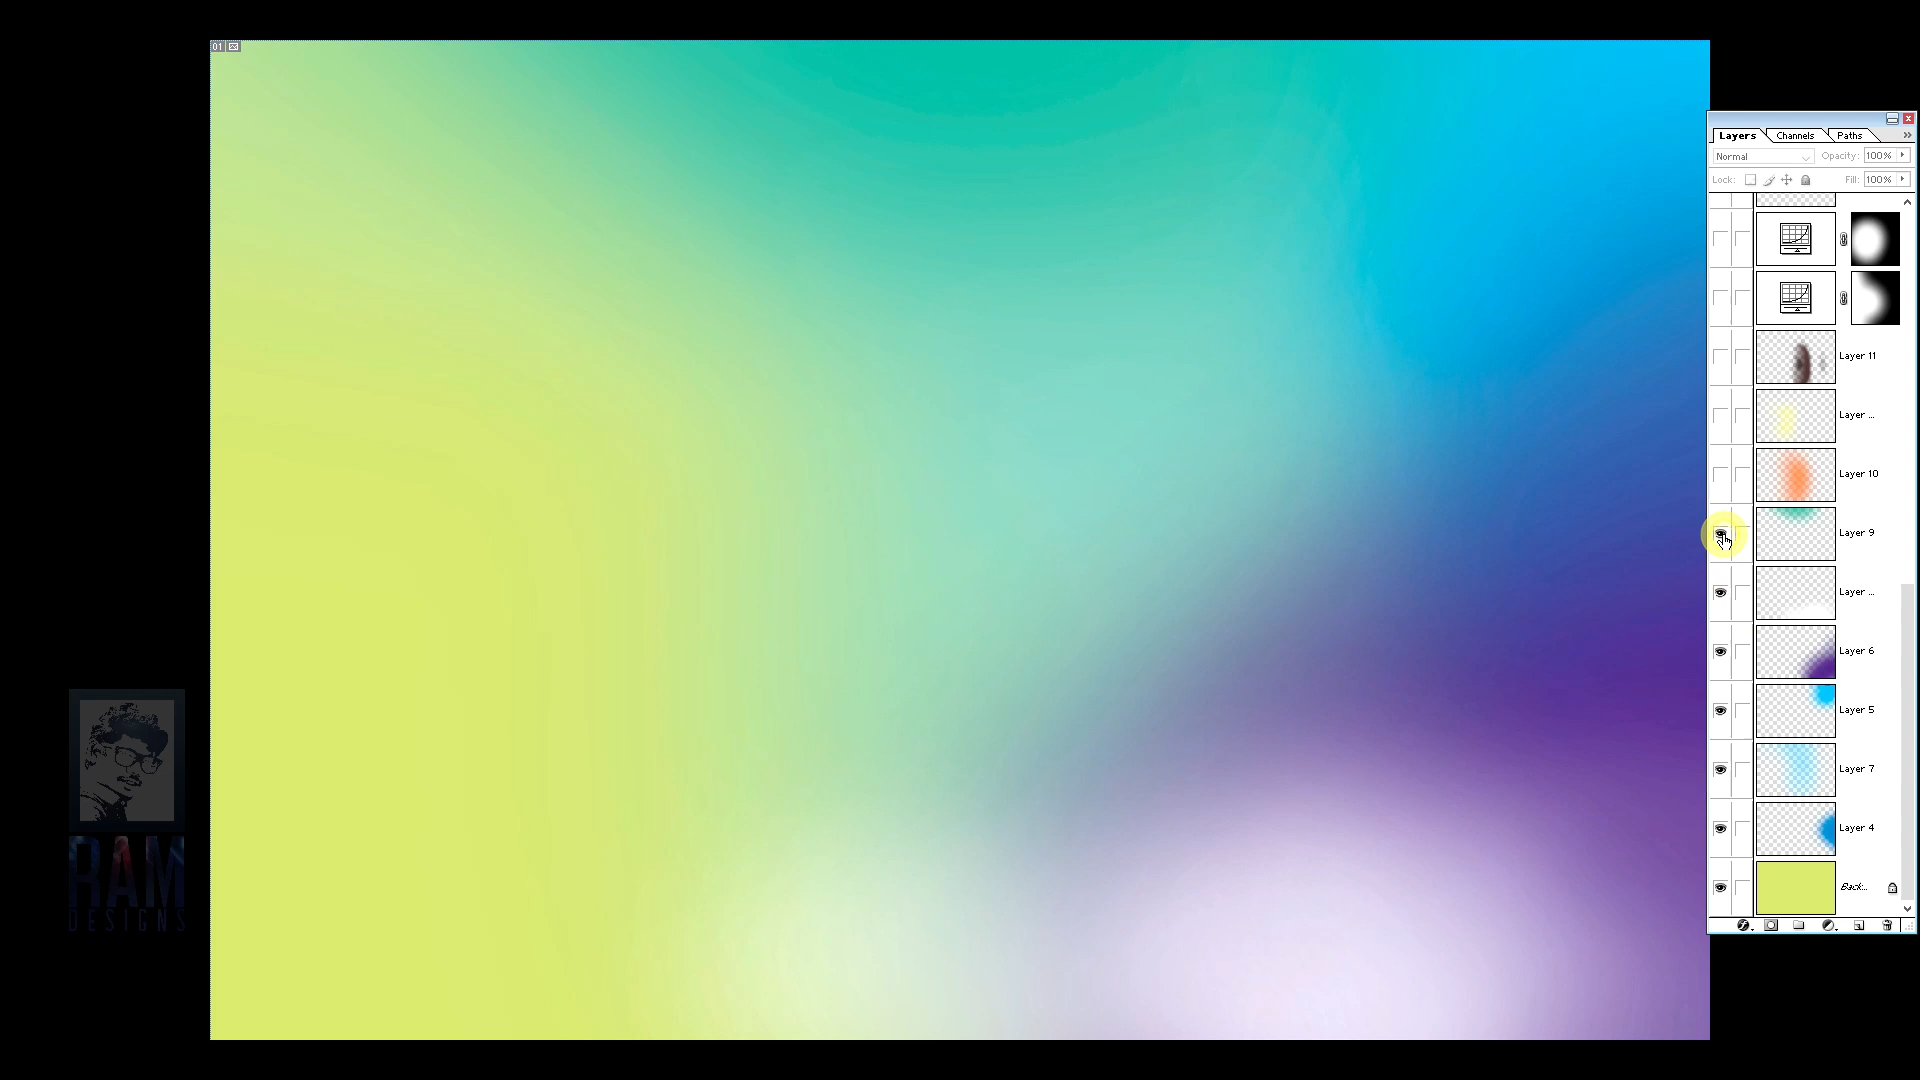 01
Layers Channels Paths
Normal Opacity: 100%
Lock: Fill: 100%
Layer 11
Layer ...
Layer 10
Layer 9
Layer ...
Layer 6
Layer 5
Layer 7
Layer 4
Back...
RAM
DESIGNS